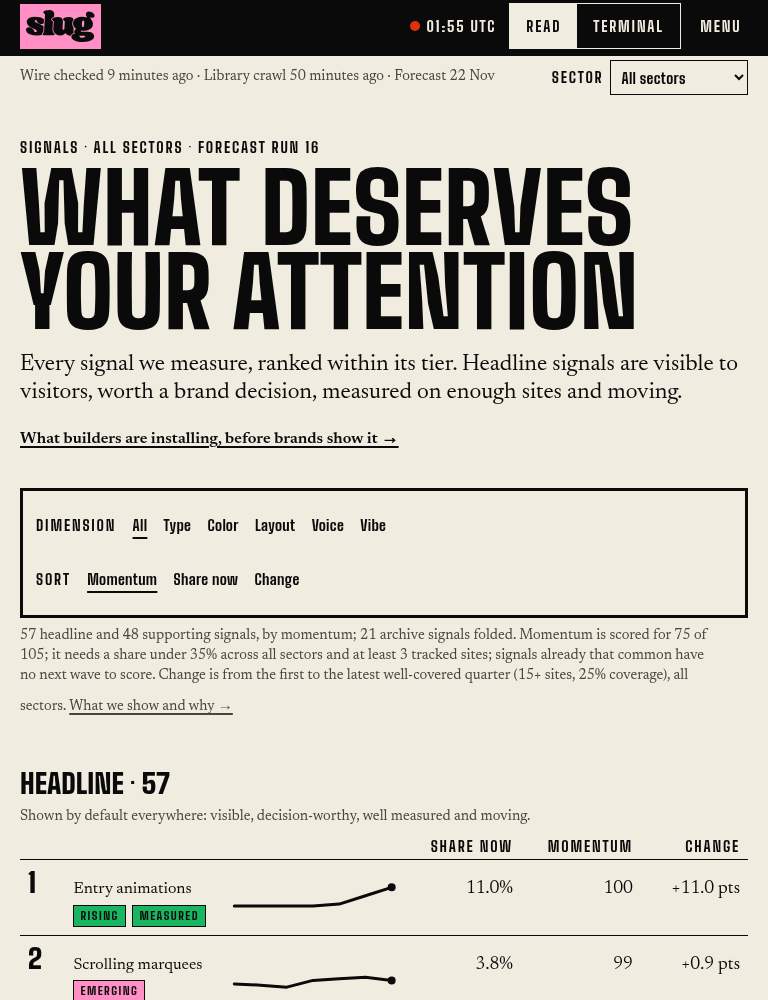 slug
01:55 UTC
READ
TERMINAL
MENU
Wire checked 9 minutes ago · Library crawl 50 minutes ago · Forecast 22 Nov
SECTOR
All sectors
SIGNALS · ALL SECTORS · FORECAST RUN 16
WHAT DESERVES
YOUR ATTENTION
Every signal we measure, ranked within its tier. Headline signals are visible to
visitors, worth a brand decision, measured on enough sites and moving.
What builders are installing, before brands show it →
DIMENSION All Type Color Layout Voice Vibe
SORT Momentum Share now Change
57 headline and 48 supporting signals, by momentum; 21 archive signals folded. Momentum is scored for 75 of
105; it needs a share under 35% across all sectors and at least 3 tracked sites; signals already that common have
no next wave to score. Change is from the first to the latest well-covered quarter (15+ sites, 25% coverage), all
sectors. What we show and why →
HEADLINE · 57
Shown by default everywhere: visible, decision-worthy, well measured and moving.
SHARE NOW MOMENTUM CHANGE
1 Entry animations 11.0% 100 +11.0 pts
RISING MEASURED
2 Scrolling marquees 3.8% 99 +0.9 pts
EMERGING